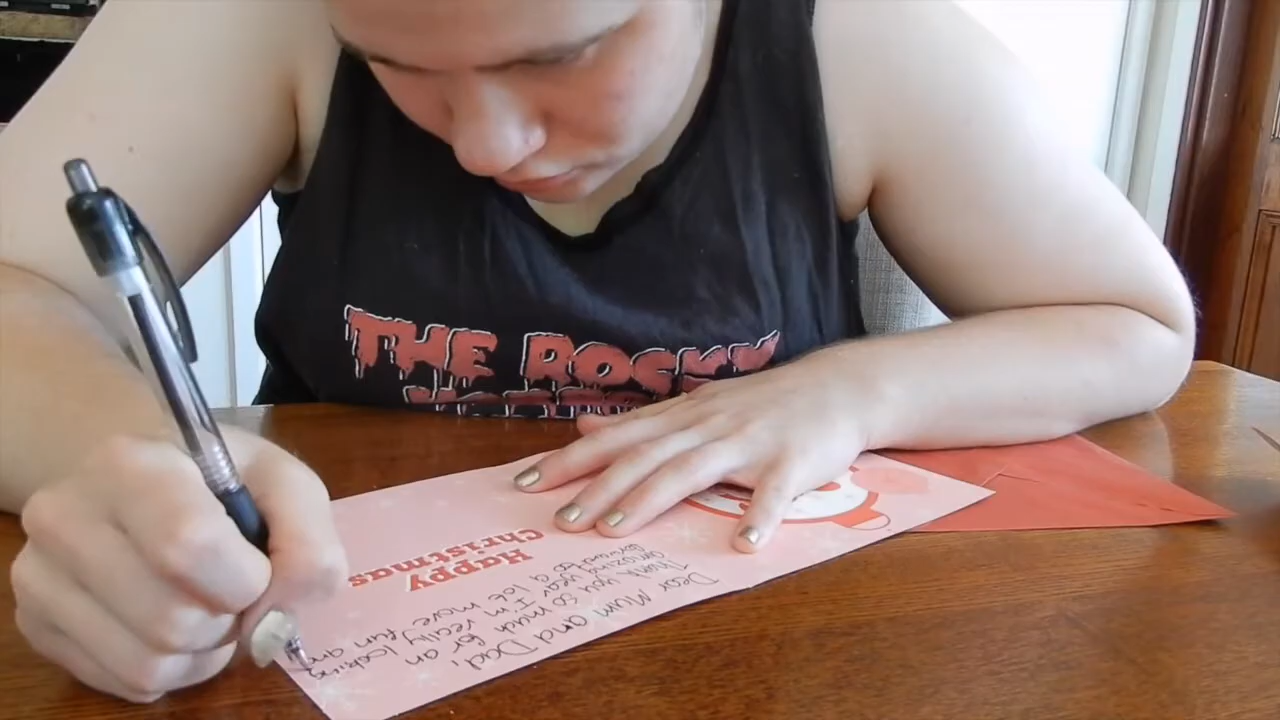 THE ROCKY
HORROR
Happy
Christmas
Dear Mum and Dad,
Thank you so much for an
amazing year I'm really looking
forward to a lot more fun and